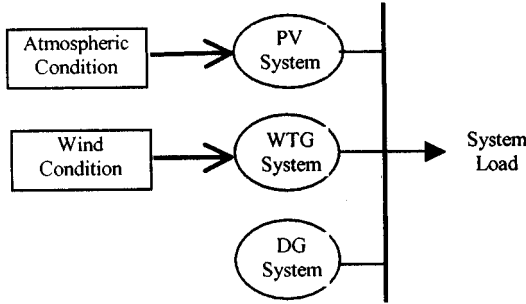 Atmospheric
Condition
PV
System
Wind
Condition
WTG
System
System
Load
DG
System